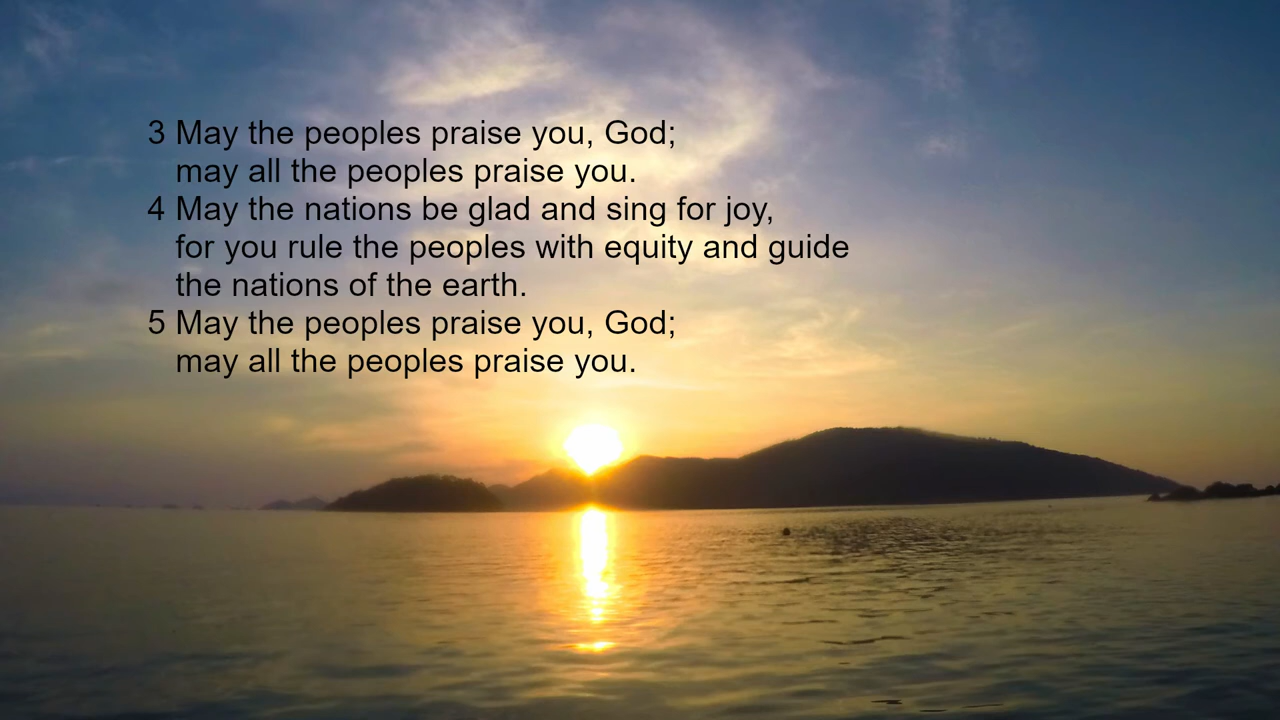 3 May the peoples praise you, God;
may all the peoples praise you.
4 May the nations be glad and sing for joy,
for you rule the peoples with equity and guide
the nations of the earth.
5 May the peoples praise you, God;
may all the peoples praise you.